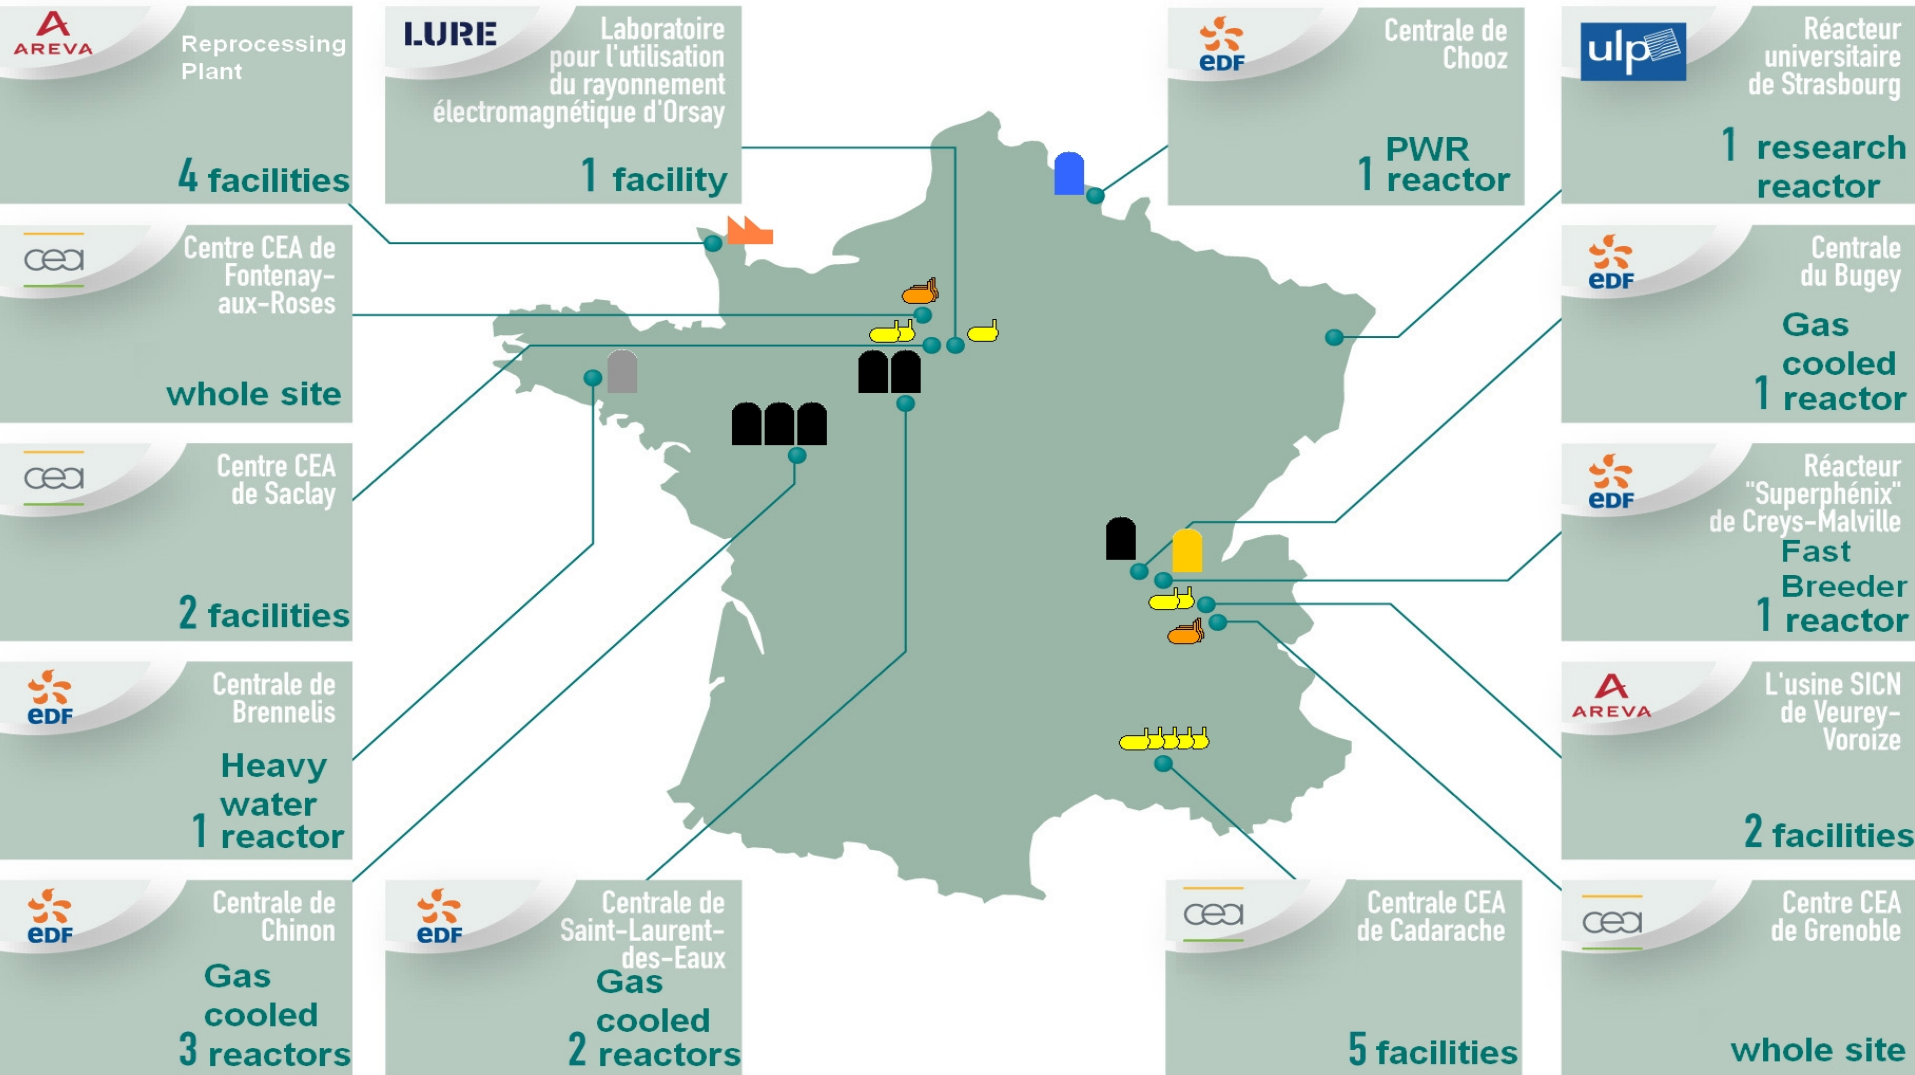 AREVA
Reprocessing
Plant
4 facilities
LURE
Laboratoire
pour l'utilisation
du rayonnement
électromagnétique d'Orsay
1 facility
eDF
Centrale de
Chooz
1 PWR
reactor
ulp
Réacteur
universitaire
de Strasbourg
1 research
reactor
cea
Centre CEA de
Fontenay-
aux-Roses
whole site
eDF
Centrale
du Bugey
Gas
cooled
1 reactor
cea
Centre CEA
de Saclay
2 facilities
eDF
Réacteur
"Superphénix"
de Creys-Malville
Fast
Breeder
1 reactor
eDF
Centrale de
Brennelis
Heavy
water
1 reactor
AREVA
L'usine SICN
de Veurey-
Voroize
2 facilities
eDF
Centrale de
Chinon
Gas
cooled
3 reactors
eDF
Centrale de
Saint-Laurent-
des-Eaux
Gas
cooled
2 reactors
cea
Centrale CEA
de Cadarache
5 facilities
cea
Centre CEA
de Grenoble
whole site